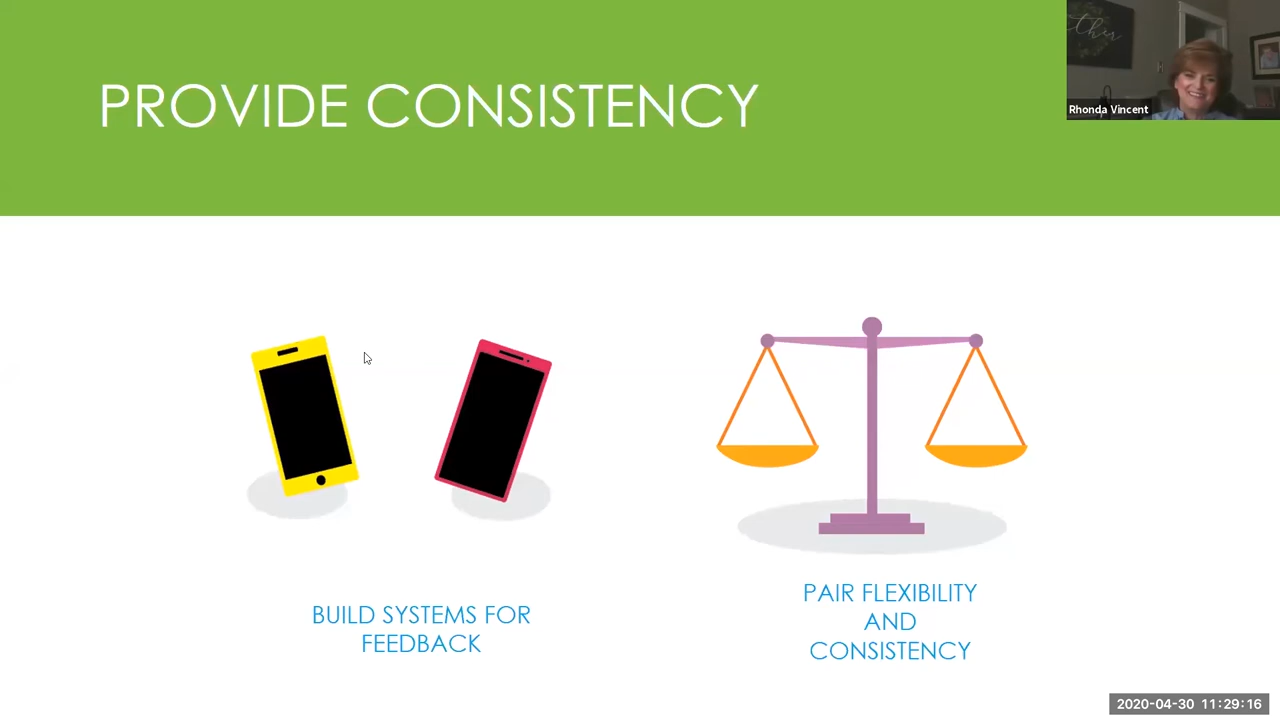 PROVIDE CONSISTENCY
Rhonda Vincent
BUILD SYSTEMS FOR
FEEDBACK
PAIR FLEXIBILITY
AND
CONSISTENCY
2020-04-30 11:29:16